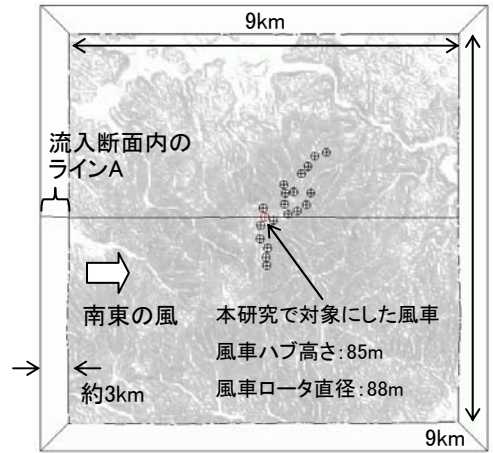 9km
流入断面内の
ラインA
南東の風
本研究で対象にした風車
風車ハブ高さ:85m
風車ロータ直径:88m
約3km
9km